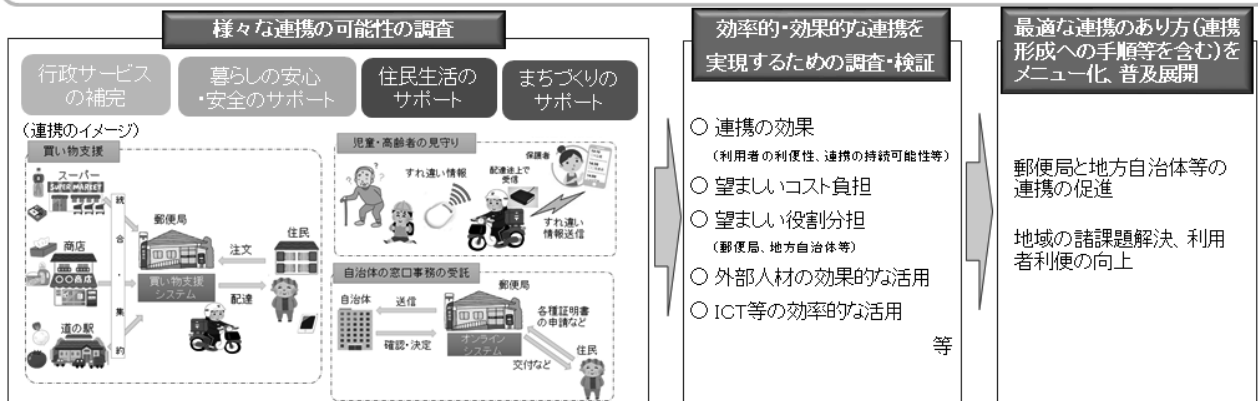 様々な連携の可能性の調査
行政サービス
の補完
暮らしの安心
・安全のサポート
住民生活の
サポート
まちづくりの
サポート
(連携のイメージ)
買い物支援
スーパー
SUPER MARKET
商店
〇〇商店
道の駅
統合・集約
郵便局
買い物支援
システム
注文
配達
住民
児童・高齢者の見守り
すれ違い情報
配達途上で
受信
保護者
すれ違い
情報送信
自治体の窓口事務の受託
自治体
送信
確認・決定
郵便局
オンライン
システム
各種証明書
の申請など
住民
交付など
効率的・効果的な連携を
実現するための調査・検証
〇 連携の効果
(利用者の利便性、連携の持続可能性等)
〇 望ましいコスト負担
〇 望ましい役割分担
(郵便局、地方自治体等)
〇 外部人材の効果的な活用
〇 ICT等の効率的な活用
等
最適な連携のあり方(連携
形成への手順等を含む)を
メニュー化、普及展開
郵便局と地方自治体等の
連携の促進
地域の諸課題解決、利用
者利便の向上